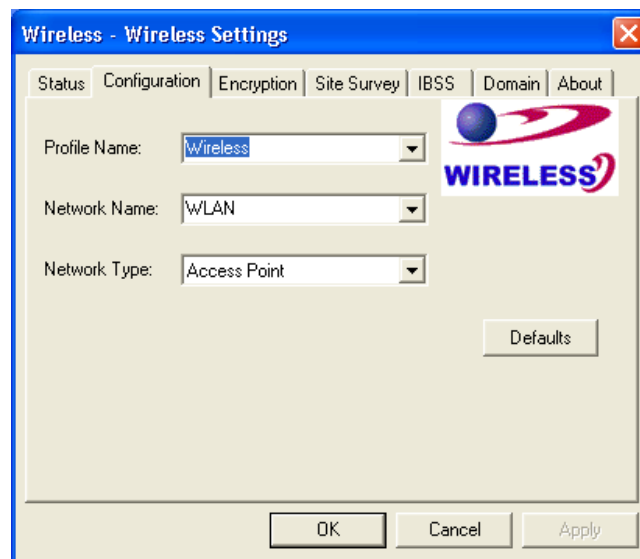 Wireless - Wireless Settings
Status Configuration Encryption Site Survey IBSS Domain About
WIRELESS
Profile Name: Wireless
Network Name: WLAN
Network Type: Access Point
Defaults
OK Cancel Apply